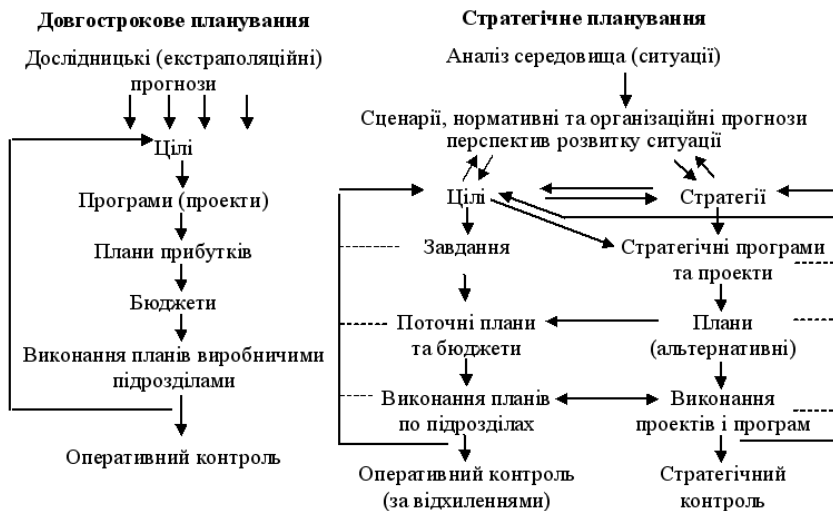 Довгострокове планування
Дослідницькі (екстраполяційні)
прогнози
Цілі
Програми (проекти)
Плани прибутків
Бюджети
Виконання планів виробничими
підрозділами
Оперативний контроль
Стратегічне планування
Аналіз середовища (ситуації)
Сценарії, нормативні та організаційні прогнози
перспектив розвитку ситуації
Цілі
Стратегії
Завдання
Стратегічні програми
та проекти
Поточні плани
та бюджети
Плани
(альтернативні)
Виконання планів
по підрозділах
Виконання
проектів і програм
Оперативний контроль
(за відхиленнями)
Стратегічний
контроль